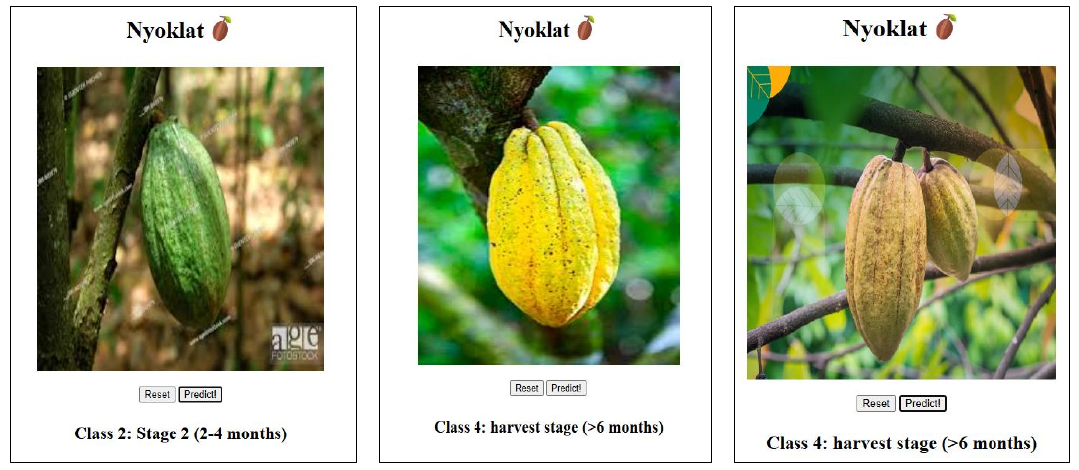 Nyoklat
age
FOTOSTOCK
Reset Predict!
Class 2: Stage 2 (2-4 months)
Nyoklat
Reset Predict!
Class 4: harvest stage (>6 months)
Nyoklat
Reset Predict!
Class 4: harvest stage (>6 months)